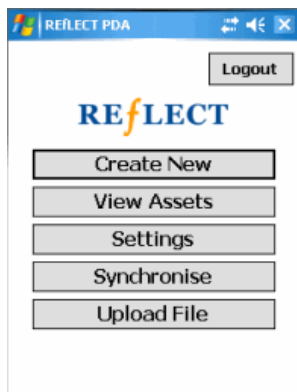 REfLECT PDA
Logout
REfLECT
Create New
View Assets
Settings
Synchronise
Upload File